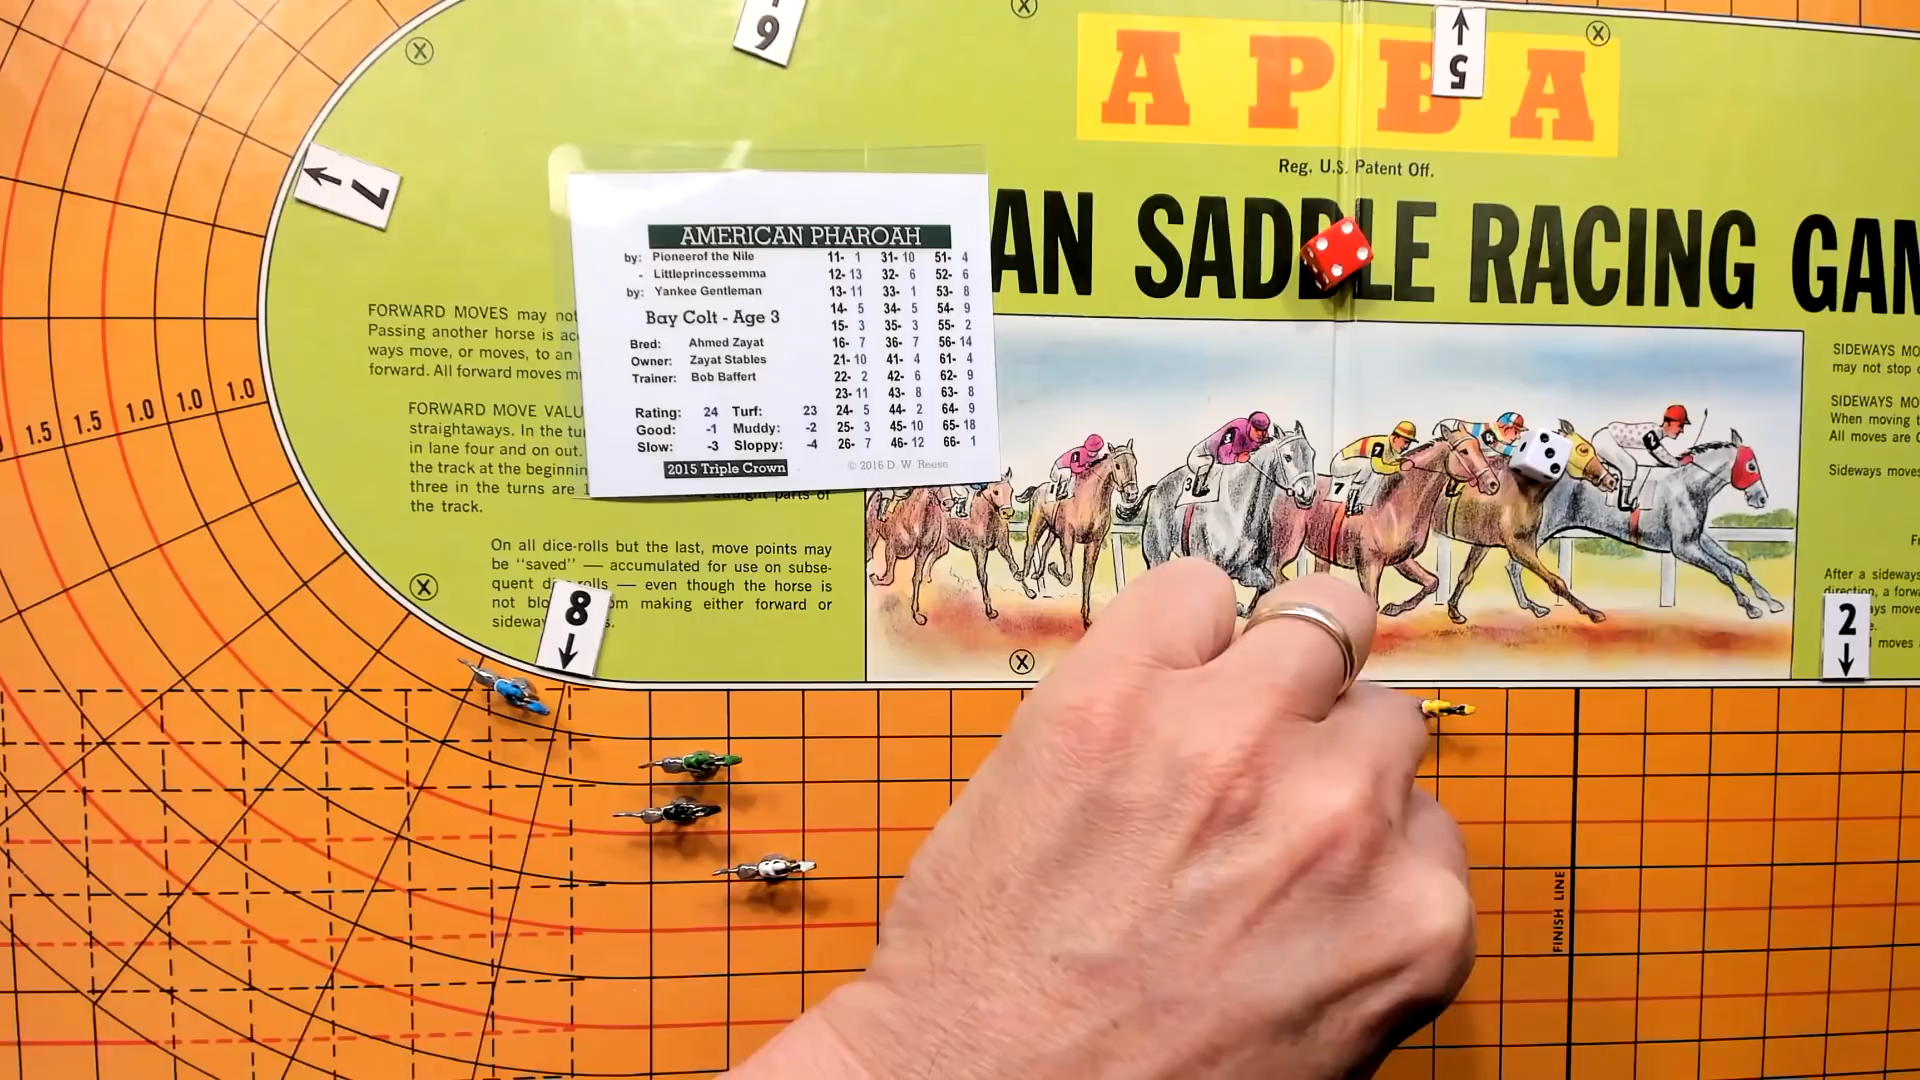 9
5
A P B A
Reg. U.S. Patent Off.
AN SADDLE RACING GAM
7
AMERICAN PHAROAH
by: Pioneerof the Nile
- Littleprincessemma
by: Yankee Gentleman
Bay Colt - Age 3
Bred: Ahmed Zayat
Owner: Zayat Stables
Trainer: Bob Baffert
Rating: 24 Turf: 23
Good: -1 Muddy: -2
Slow: -3 Sloppy: -4
2015 Triple Crown
11- 1 31- 10 51- 4
12- 13 32- 6 52- 6
13- 11 33- 1 53- 8
14- 5 34- 5 54- 9
15- 3 35- 3 55- 2
16- 7 36- 7 56- 14
21- 10 41- 4 61- 4
22- 2 42- 6 62- 9
23- 11 43- 8 63- 8
24- 5 44- 2 64- 9
25- 3 45- 10 65- 18
26- 7 46- 12 66- 1
© 2016 D. W. Reese
FORWARD MOVES may not
Passing another horse is
ways move, or moves, to an
forward. All forward moves
FORWARD MOVE
straightaways. In the
in lane four and on out.
the track at the
three in the turns are straight parts of
the track.
On all dice-rolls but the last, move points may
be "saved" — accumulated for use on subse-
quent rolls — even though the horse is
not making either forward or
1.5 1.5 1.0 1.0 1.0
8
1 3 7 4 2
SIDEWAYS
may not stop
SIDEWAYS
When moving
All moves are
Sideways
After a sideways
direction, a
moves
2
FINISH LINE
X
X
X
X
X